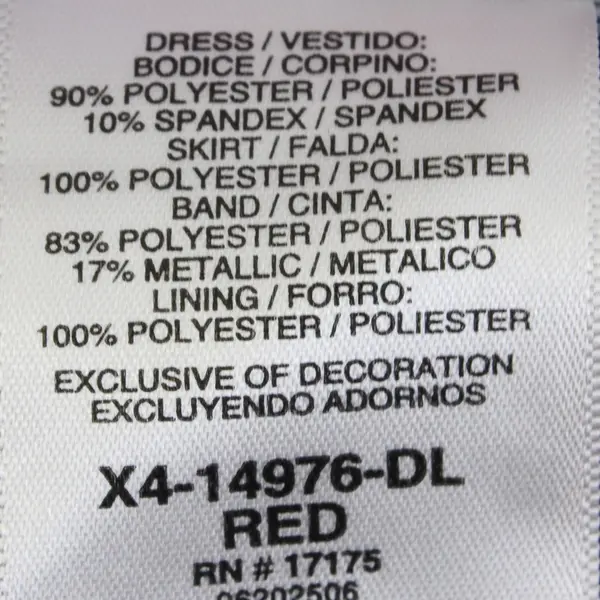 DRESS / VESTIDO:
BODICE / CORPINO:
90% POLYESTER / POLIESTER
10% SPANDEX / SPANDEX
SKIRT / FALDA:
100% POLYESTER / POLIESTER
BAND / CINTA:
83% POLYESTER / POLIESTER
17% METALLIC / METALICO
LINING / FORRO:
100% POLYESTER / POLIESTER
EXCLUSIVE OF DECORATION
EXCLUYENDO ADORNOS
X4-14976-DL
RED
RN # 17175
06202506